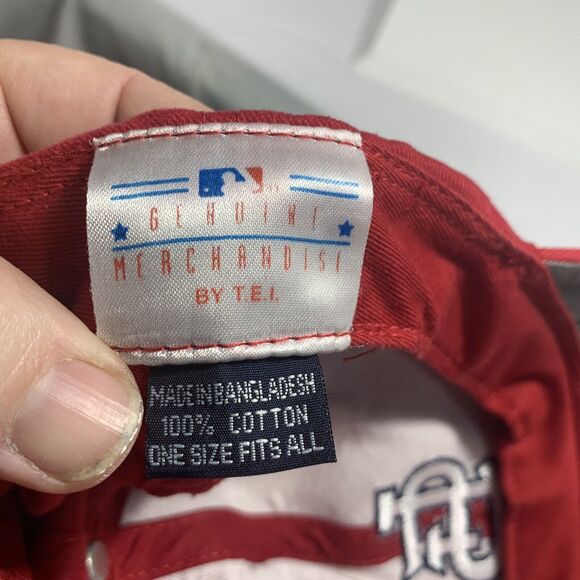 GENUINE
MERCHANDISE
BY T.E.I.
MADE IN BANGLADESH
100% COTTON
ONE SIZE FITS ALL